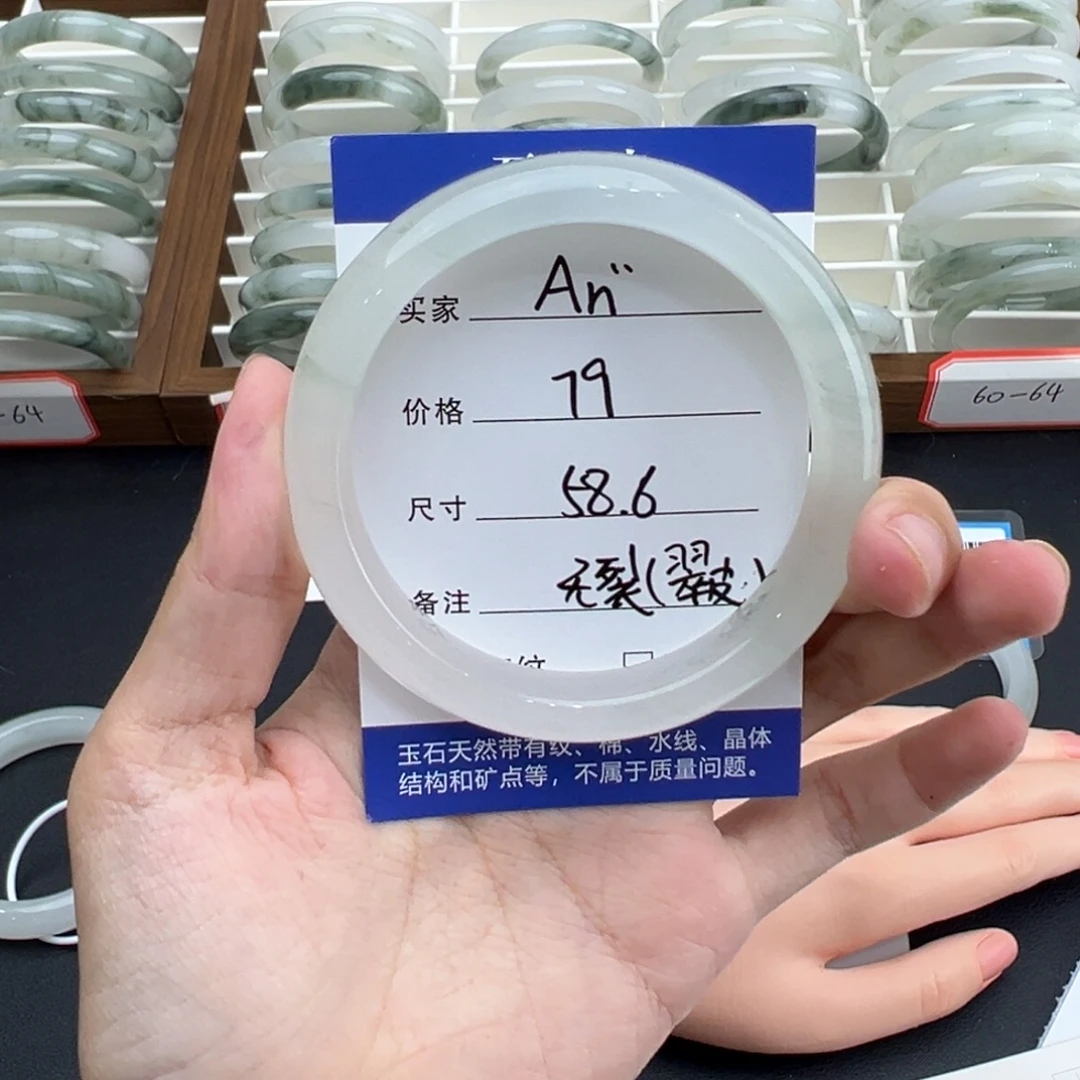 买家 An"
价格 79
尺寸 58.6
备注 无裂(翠皮)
纹 □
玉石天然带有纹、棉、水线、晶体
结构和矿点等，不属于质量问题。
-64
60-64